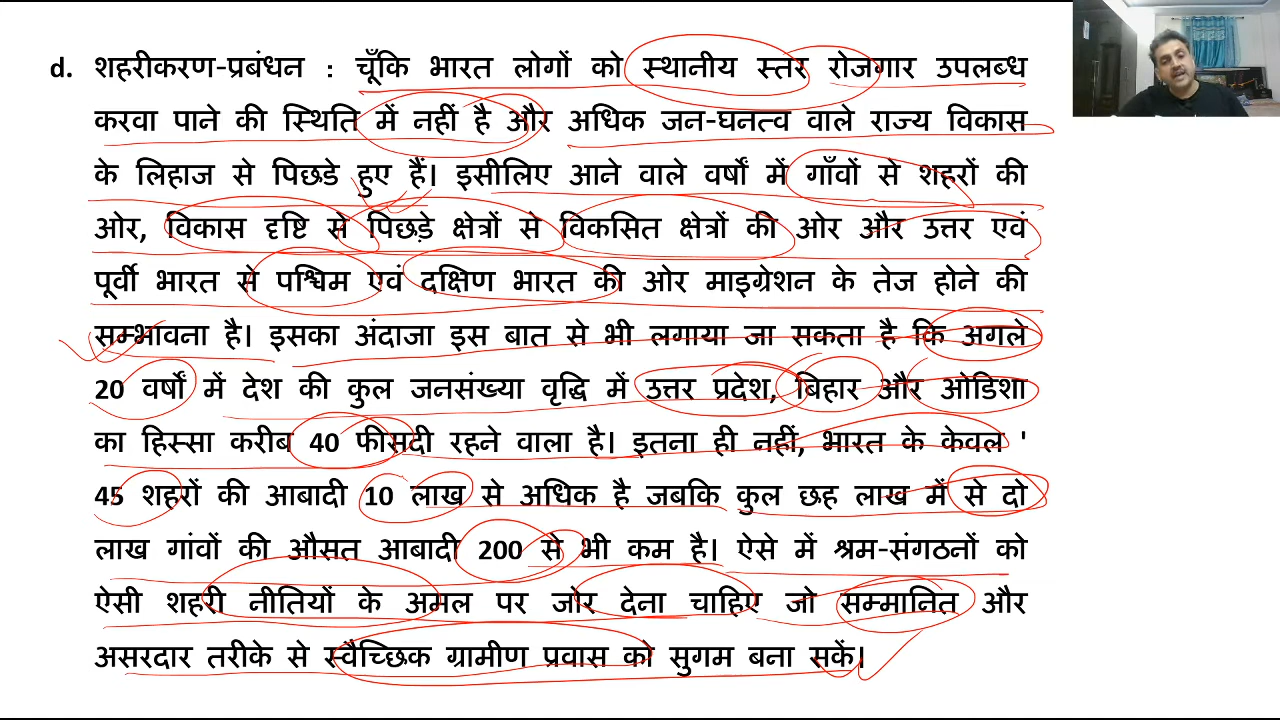 d. शहरीकरण-प्रबंधन : चूँकि भारत लोगों को स्थानीय स्तर रोजगार उपलब्ध
करवा पाने की स्थिति में नहीं है और अधिक जन-घनत्व वाले राज्य विकास
के लिहाज से पिछडे हुए हैं। इसीलिए आने वाले वर्षों में गाँवों से शहरों की
ओर, विकास दृष्टि से पिछड़े क्षेत्रों से विकसित क्षेत्रों की ओर और उत्तर एवं
पूर्वी भारत से पश्चिम एवं दक्षिण भारत की ओर माइग्रेशन के तेज होने की
सम्भावना है। इसका अंदाजा इस बात से भी लगाया जा सकता है कि अगले
20 वर्षों में देश की कुल जनसंख्या वृद्धि में उत्तर प्रदेश, बिहार और ओडिशा
का हिस्सा करीब 40 फीसदी रहने वाला है। इतना ही नहीं, भारत के केवल '
45 शहरों की आबादी 10 लाख से अधिक है जबकि कुल छह लाख में से दो
लाख गांवों की औसत आबादी 200 से भी कम है। ऐसे में श्रम-संगठनों को
ऐसी शहरी नीतियों के अमल पर जोर देना चाहिए जो सम्मानित और
असरदार तरीके से स्वैच्छिक ग्रामीण प्रवास को सुगम बना सकें।